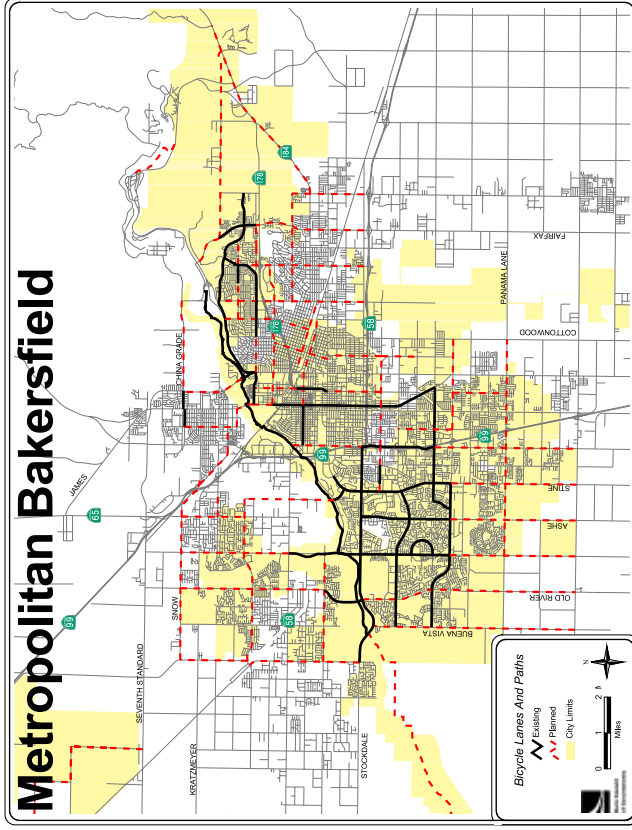 Metropolitan Bakersfield
99
65
JAMES
CHINA GRADE
SEVENTH STANDARD
SNOW
KRATZMEYER
STOCKDALE
58
99
178
178
184
58
99
PANAMA LANE
FAIRFAX
COTTONWOOD
STINE
ASHE
OLD RIVER
BUENA VISTA
Bicycle Lanes And Paths
Existing
Planned
City Limits
N
0 1 2
Miles